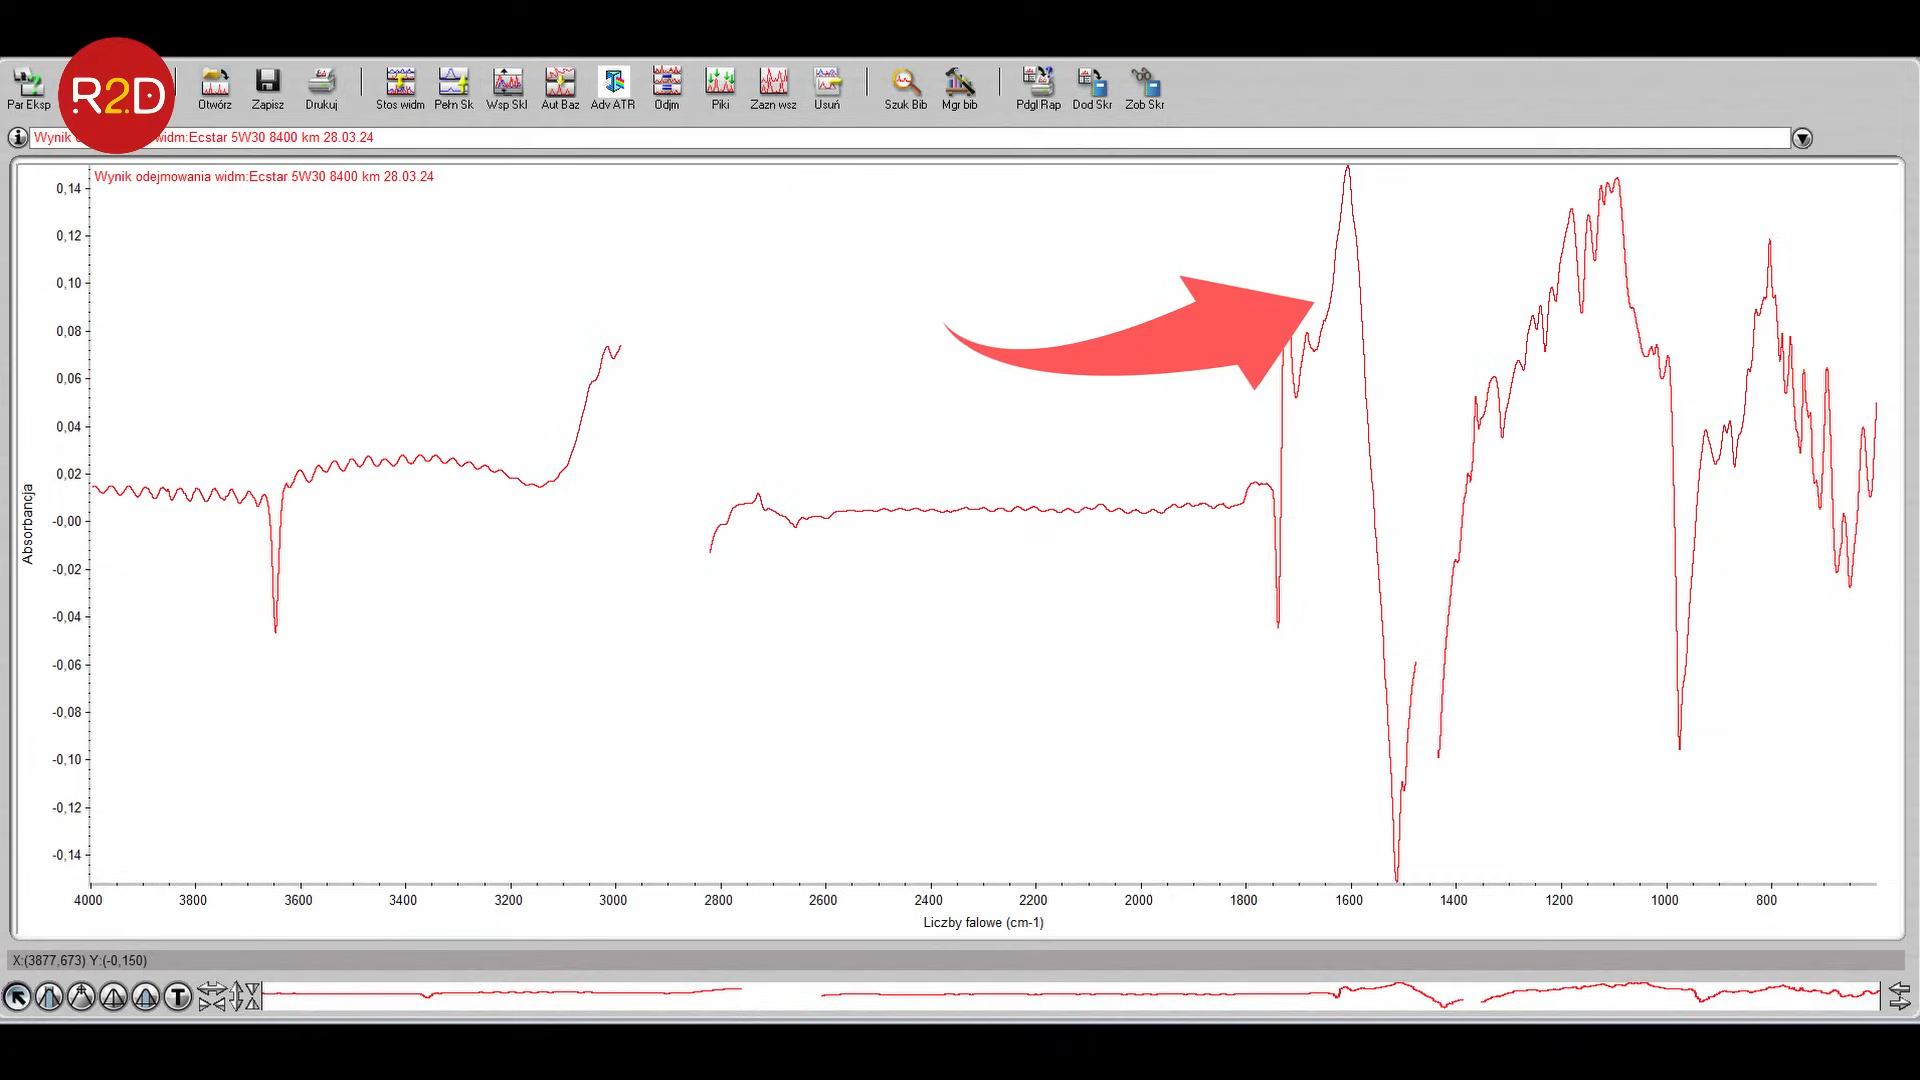 R2D
Par Eksp Otwórz Zapisz Drukuj Stos widm Pełn Sk Wsp Skl Aut Baz Adv ATR Odjm Piki Zazn wsz Usuń Szuk Bib Mgr bib Pdgl Rap Dod Skr Zob Skr
Wynik o widm:Ecstar 5W30 8400 km 28.03.24
Wynik odejmowania widm:Ecstar 5W30 8400 km 28.03.24
0,14
0,12
0,10
0,08
0,06
0,04
0,02
-0,00
-0,02
-0,04
-0,06
-0,08
-0,10
-0,12
-0,14
Absorbancja
4000 3800 3600 3400 3200 3000 2800 2600 2400 2200 2000 1800 1600 1400 1200 1000 800
Liczby falowe (cm-1)
X:(3877,673) Y:(-0,150)
T